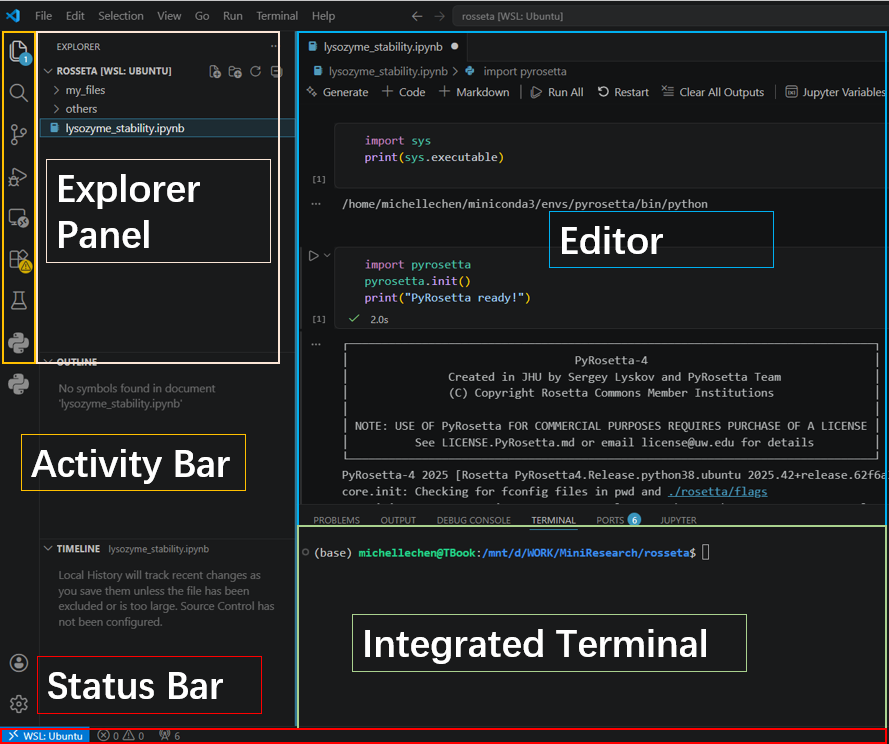 File Edit Selection View Go Run Terminal Help
rosseta [WSL: Ubuntu]
EXPLORER
ROSSETA [WSL: UBUNTU]
my_files
others
lysozyme_stability.ipynb
Explorer
Panel
OUTLINE
No symbols found in document
'lysozyme_stability.ipynb'
Activity Bar
TIMELINE lysozyme_stability.ipynb
Local History will track recent changes as
you save them unless the file has been
excluded or is too large. Source Control has
not been configured.
Status Bar
lysozyme_stability.ipynb
lysozyme_stability.ipynb > import pyrosetta
Generate + Code + Markdown | Run All Restart Clear All Outputs | Jupyter Variables
import sys
print(sys.executable)
[1]
/home/michellechen/miniconda3/envs/pyrosetta/bin/python
Editor
import pyrosetta
pyrosetta.init()
print("PyRosetta ready!")
[1] 2.0s
PyRosetta-4
Created in JHU by Sergey Lyskov and PyRosetta Team
(C) Copyright Rosetta Commons Member Institutions
NOTE: USE OF PyRosetta FOR COMMERCIAL PURPOSES REQUIRES PURCHASE OF A LICENSE
See LICENSE.PyRosetta.md or email license@uw.edu for details
PyRosetta-4 2025 [Rosetta PyRosetta4.Release.python38.ubuntu 2025.42+release.62f6a
core.init: Checking for fconfig files in pwd and ./rosetta/flags
PROBLEMS OUTPUT DEBUG CONSOLE TERMINAL PORTS 6 JUPYTER
(base) michellechen@TBook:/mnt/d/WORK/MiniResearch/rosseta$
Integrated Terminal
1
WSL: Ubuntu 0 0 6